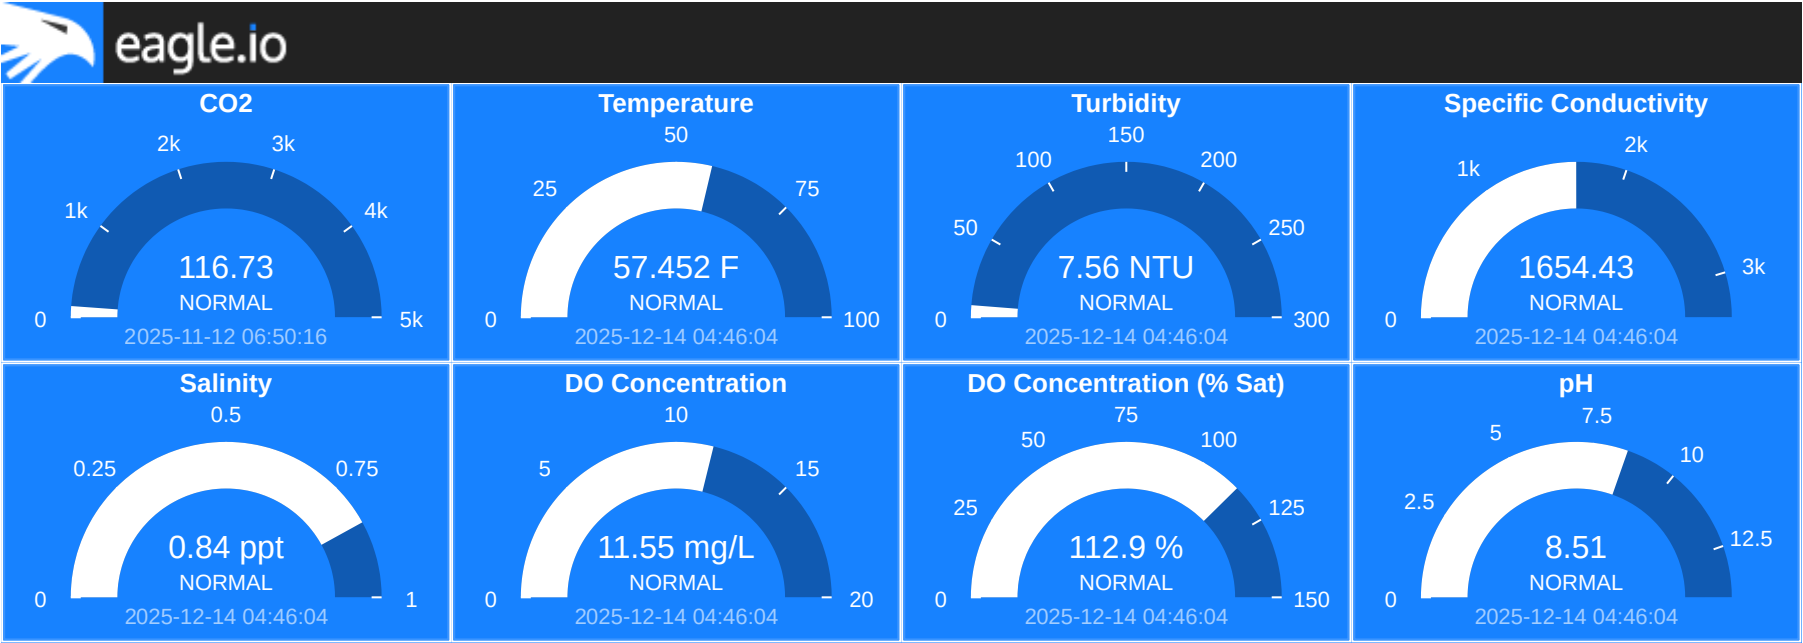 eagle.io
CO2
2k
3k
1k
4k
0
5k
116.73
NORMAL
2025-11-12 06:50:16
Temperature
50
25
75
0
100
57.452 F
NORMAL
2025-12-14 04:46:04
Turbidity
150
100
200
50
250
0
300
7.56 NTU
NORMAL
2025-12-14 04:46:04
Specific Conductivity
2k
1k
3k
0
1654.43
NORMAL
2025-12-14 04:46:04
Salinity
0.5
0.25
0.75
0
1
0.84 ppt
NORMAL
2025-12-14 04:46:04
DO Concentration
10
5
15
0
20
11.55 mg/L
NORMAL
2025-12-14 04:46:04
DO Concentration (% Sat)
75
50
100
25
125
0
150
112.9 %
NORMAL
2025-12-14 04:46:04
pH
7.5
5
10
2.5
12.5
0
8.51
NORMAL
2025-12-14 04:46:04